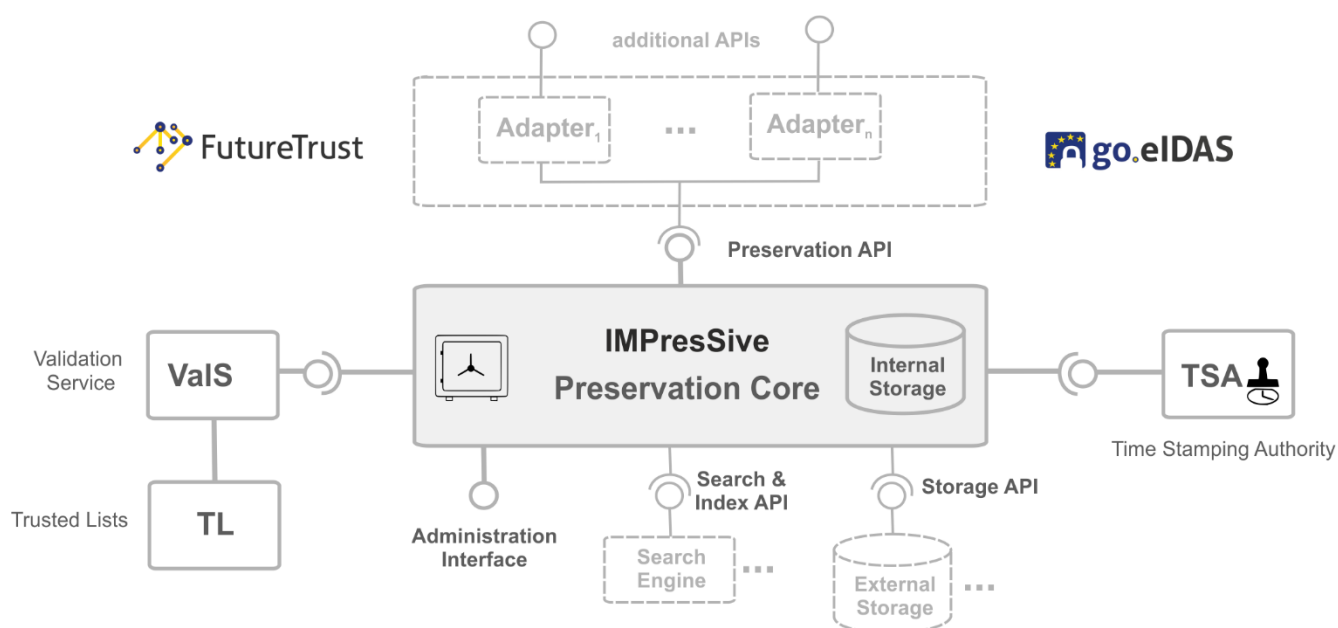 additional APIs
Adapter1
...
Adaptern
FutureTrust
go.eIDAS
Preservation API
IMPresSive
Preservation Core
Internal
Storage
Validation
Service
ValS
TSA
Time Stamping Authority
Trusted Lists
TL
Administration
Interface
Search &
Index API
Storage API
Search
Engine
...
External
Storage
...